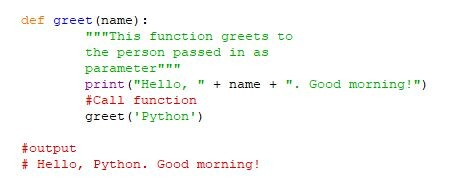 def greet(name):
"""This function greets to
the person passed in as
parameter"""
print("Hello, " + name + ". Good morning!")
#Call function
greet('Python')
#output
# Hello, Python. Good morning!